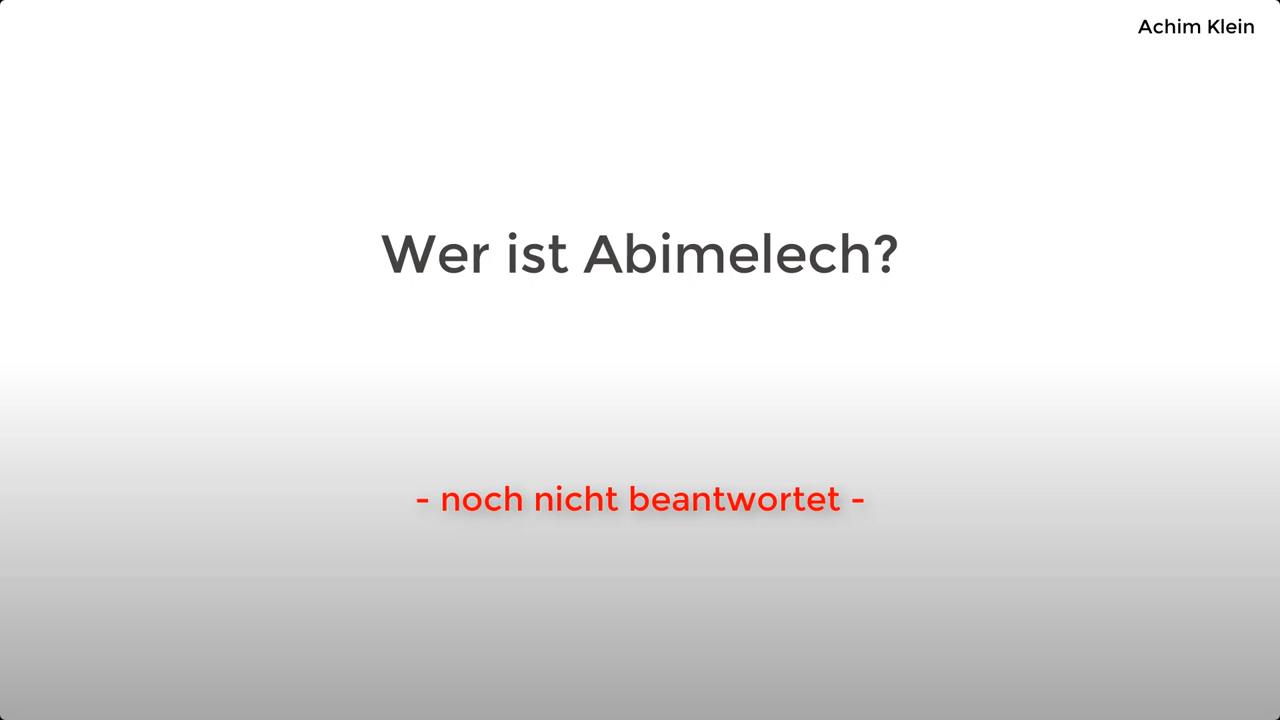 Achim Klein
Wer ist Abimelech?
- noch nicht beantwortet -